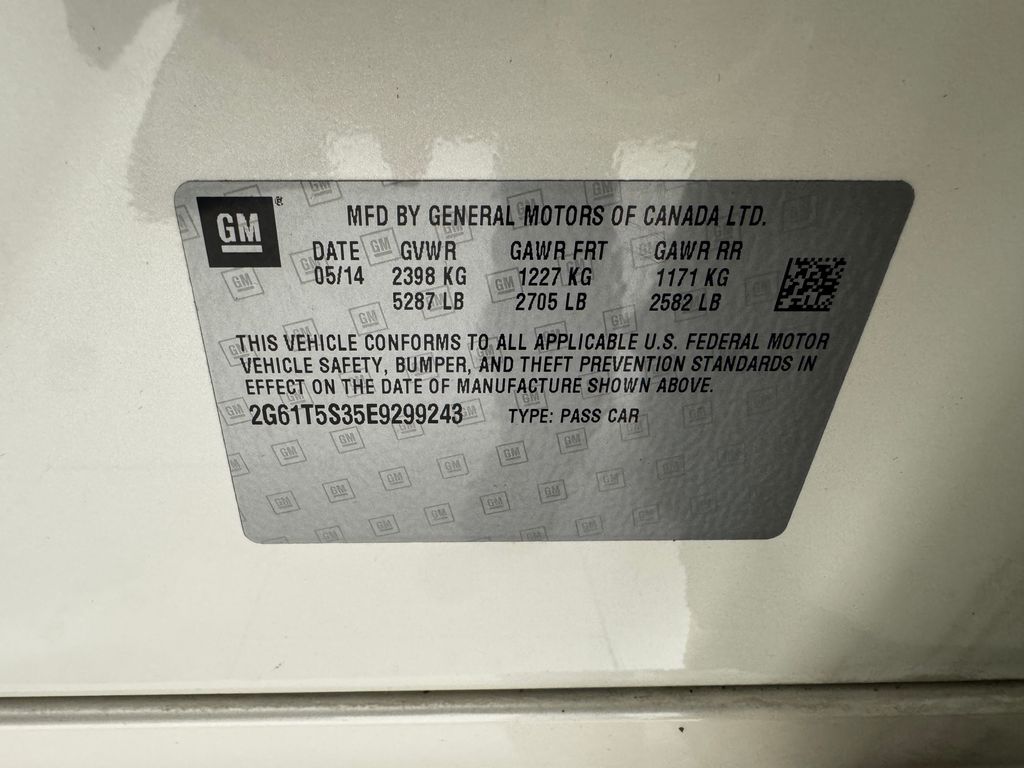 GM®
MFD BY GENERAL MOTORS OF CANADA LTD.
DATE GVWR GAWR FRT GAWR RR
05/14 2398 KG 1227 KG 1171 KG
5287 LB 2705 LB 2582 LB
THIS VEHICLE CONFORMS TO ALL APPLICABLE U.S. FEDERAL MOTOR
VEHICLE SAFETY, BUMPER, AND THEFT PREVENTION STANDARDS IN
EFFECT ON THE DATE OF MANUFACTURE SHOWN ABOVE.
2G61T5S35E9299243 TYPE: PASS CAR